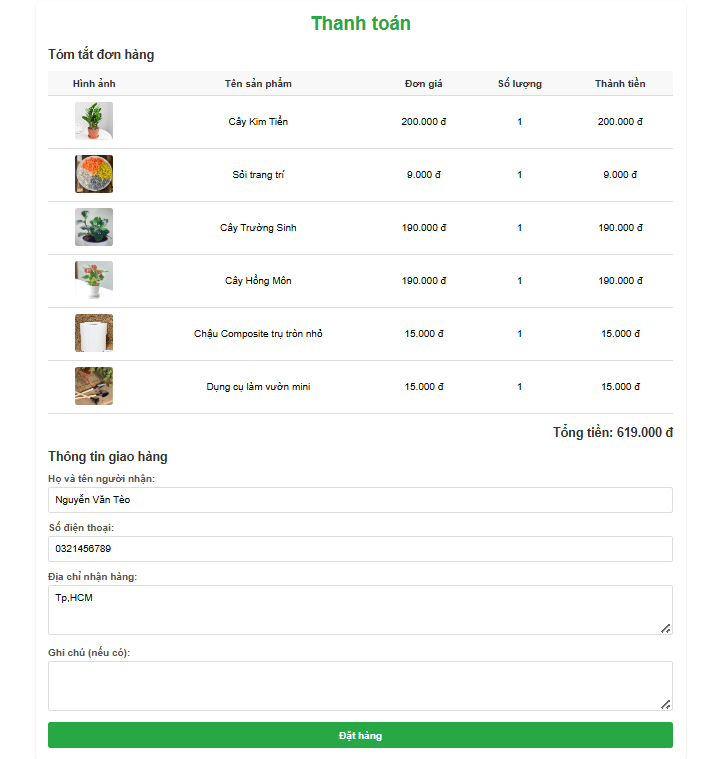 Thanh toán
Tóm tắt đơn hàng
Hình ảnh Tên sản phẩm Đơn giá Số lượng Thành tiền
Cây Kim Tiền 200.000 đ 1 200.000 đ
Sỏi trang trí 9.000 đ 1 9.000 đ
Cây Trường Sinh 190.000 đ 1 190.000 đ
Cây Hồng Môn 190.000 đ 1 190.000 đ
Chậu Composite trụ tròn nhỏ 15.000 đ 1 15.000 đ
Dụng cụ làm vườn mini 15.000 đ 1 15.000 đ
Tổng tiền: 619.000 đ
Thông tin giao hàng
Họ và tên người nhận:
Nguyễn Văn Tèo
Số điện thoại:
0321456789
Địa chỉ nhận hàng:
Tp,HCM
Ghi chú (nếu có):
Đặt hàng